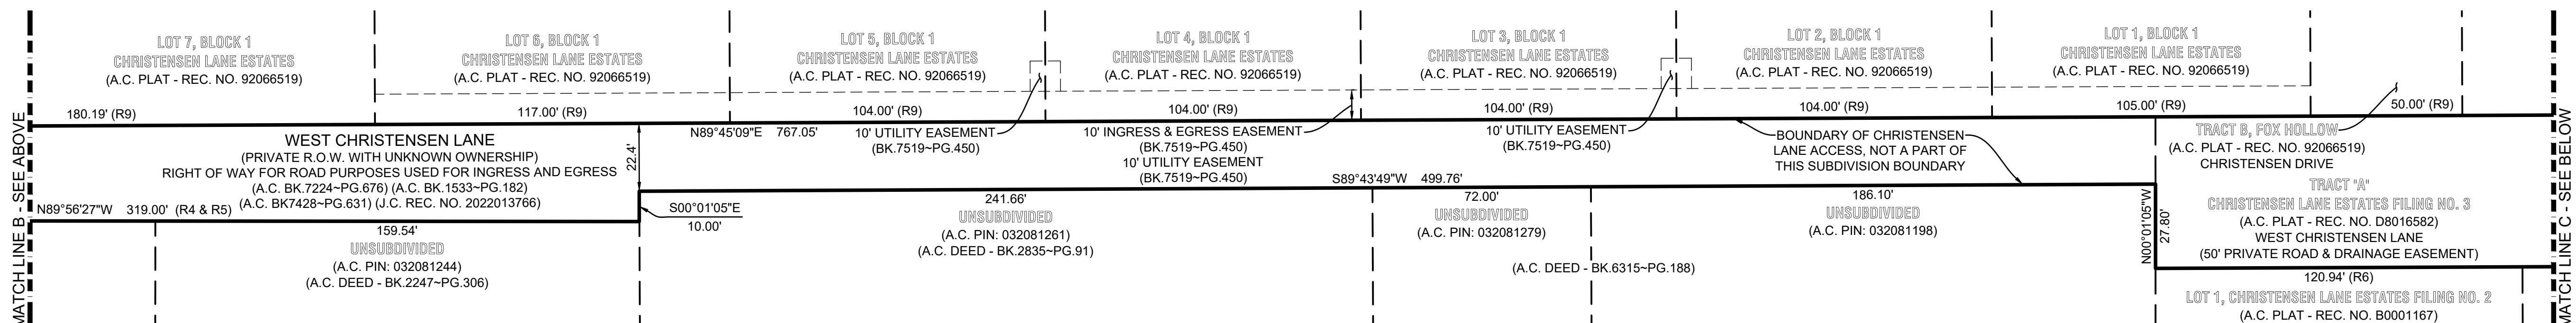 MATCH LINE B - SEE ABOVE
LOT 7, BLOCK 1
CHRISTENSEN LANE ESTATES
(A.C. PLAT - REC. NO. 92066519)
LOT 6, BLOCK 1
CHRISTENSEN LANE ESTATES
(A.C. PLAT - REC. NO. 92066519)
LOT 5, BLOCK 1
CHRISTENSEN LANE ESTATES
(A.C. PLAT - REC. NO. 92066519)
LOT 4, BLOCK 1
CHRISTENSEN LANE ESTATES
(A.C. PLAT - REC. NO. 92066519)
LOT 3, BLOCK 1
CHRISTENSEN LANE ESTATES
(A.C. PLAT - REC. NO. 92066519)
LOT 2, BLOCK 1
CHRISTENSEN LANE ESTATES
(A.C. PLAT - REC. NO. 92066519)
LOT 1, BLOCK 1
CHRISTENSEN LANE ESTATES
(A.C. PLAT - REC. NO. 92066519)
180.19' (R9)
117.00' (R9)
104.00' (R9)
104.00' (R9)
104.00' (R9)
104.00' (R9)
105.00' (R9)
50.00' (R9)
WEST CHRISTENSEN LANE
(PRIVATE R.O.W. WITH UNKNOWN OWNERSHIP)
RIGHT OF WAY FOR ROAD PURPOSES USED FOR INGRESS AND EGRESS
(A.C. BK.7224~PG.676) (A.C. BK.1533~PG.182)
(A.C. BK7428~PG.631) (J.C. REC. NO. 2022013766)
22.4'
N89°45'09"E 767.05'
10' UTILITY EASEMENT
(BK.7519~PG.450)
10' INGRESS & EGRESS EASEMENT
(BK.7519~PG.450)
10' UTILITY EASEMENT
(BK.7519~PG.450)
10' UTILITY EASEMENT
(BK.7519~PG.450)
BOUNDARY OF CHRISTENSEN
LANE ACCESS, NOT A PART OF
THIS SUBDIVISION BOUNDARY
TRACT B, FOX HOLLOW
(A.C. PLAT - REC. NO. 92066519)
CHRISTENSEN DRIVE
TRACT "A"
CHRISTENSEN LANE ESTATES FILING NO. 3
(A.C. PLAT - REC. NO. D8016582)
WEST CHRISTENSEN LANE
(50' PRIVATE ROAD & DRAINAGE EASEMENT)
N89°56'27"W 319.00' (R4 & R5)
159.54'
S00°01'05"E
10.00'
S89°43'49"W 499.76'
241.66'
72.00'
186.10'
N00°01'05"W
27.80'
120.94' (R6)
UNSUBDIVIDED
(A.C. PIN: 032081244)
(A.C. DEED - BK.2247~PG.306)
UNSUBDIVIDED
(A.C. PIN: 032081261)
(A.C. DEED - BK.2835~PG.91)
UNSUBDIVIDED
(A.C. PIN: 032081279)
UNSUBDIVIDED
(A.C. PIN: 032081198)
(A.C. DEED - BK.6315~PG.188)
LOT 1, CHRISTENSEN LANE ESTATES FILING NO. 2
(A.C. PLAT - REC. NO. B0001167)
MATCH LINE C - SEE BELOW